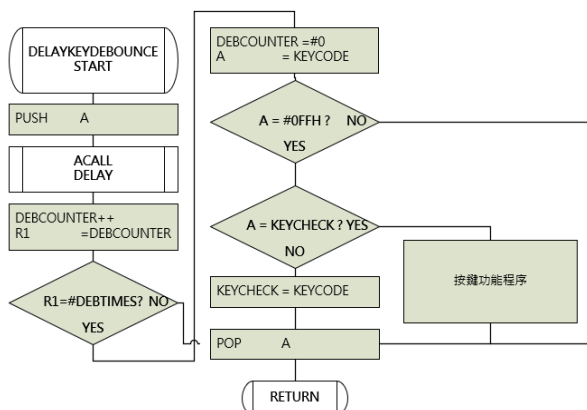 DELAYKEYDEBOUNCE
START
PUSH A
ACALL
DELAY
DEBCOUNTER++
R1 =DEBCOUNTER
R1=#DEBTIMES? NO
YES
DEBCOUNTER =#0
A = KEYCODE
A = #0FFH ? NO
YES
A = KEYCHECK ? YES
NO
KEYCHECK = KEYCODE
按鍵功能程序
POP A
RETURN